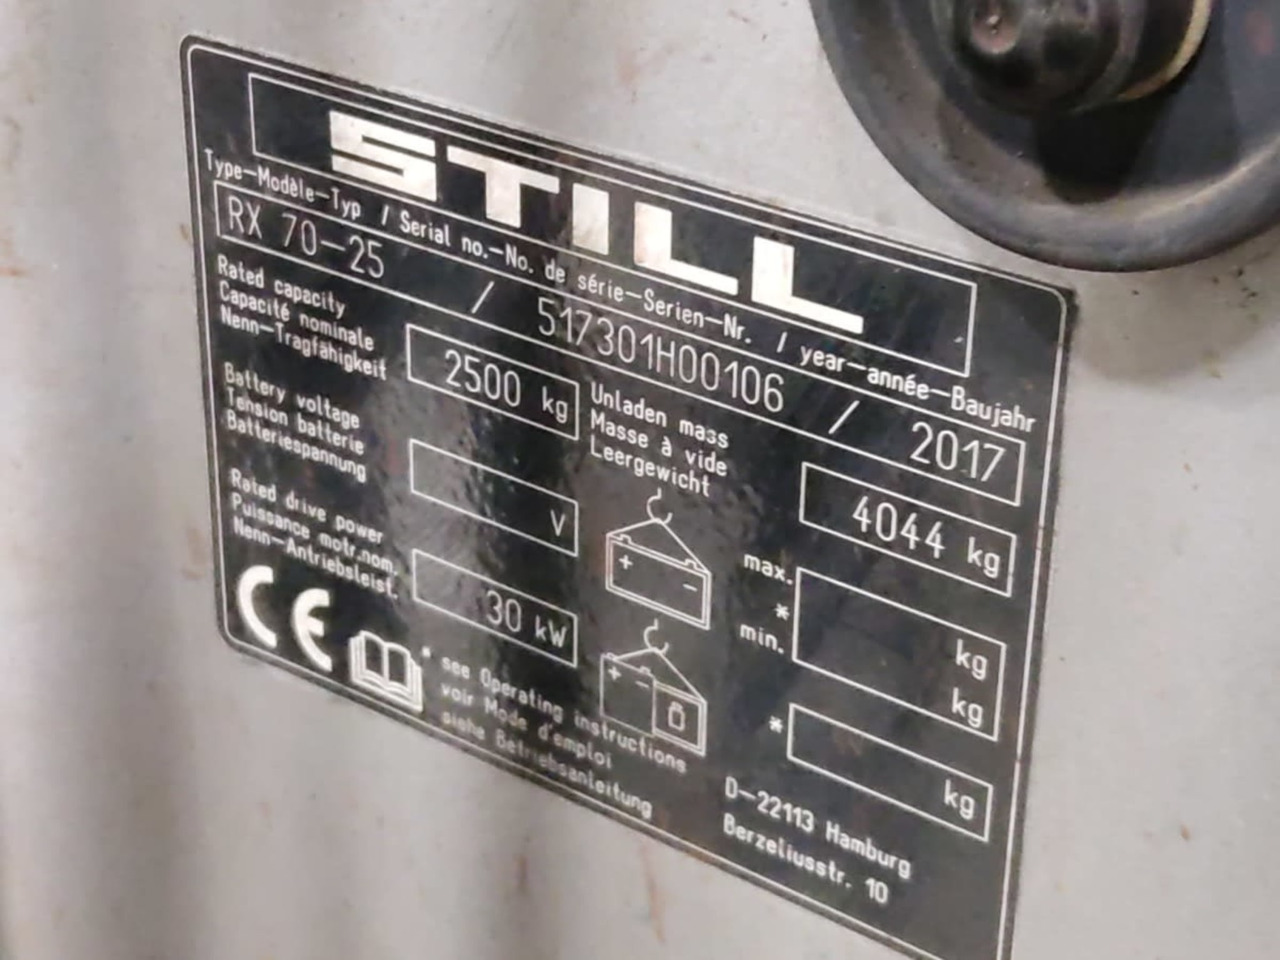 STILL
Type-Modèle-Typ / Serial no.-No. de série-Serien-Nr. / year-année-Baujahr
RX 70-25 / 517301H00106 / 2017
Rated capacity
Capacité nominale
Nenn-Tragfähigkeit
2500 kg
Unladen mass
Masse à vide
Leergewicht
4044 kg
Battery voltage
Tension batterie
Batteriespannung
V
+ -
max.
*
min.
kg
kg
Rated drive power
Puissance motr.nom.
Nenn-Antriebsleist.
30 kW
+ -
*
kg
CE
* see Operating instructions
voir Mode d'emploi
siehe Betriebsanleitung
D-22113 Hamburg
Berzeliusstr. 10